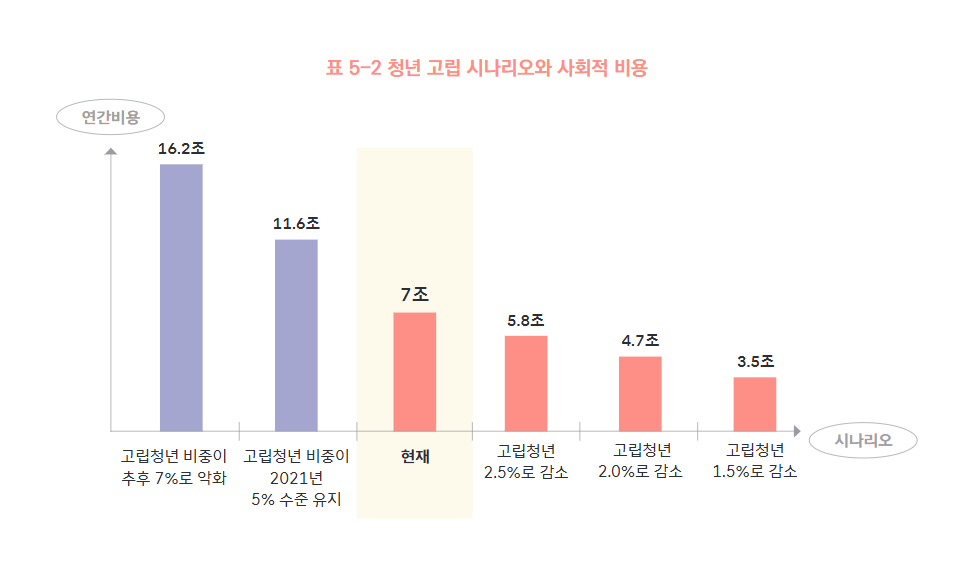 표 5-2 청년 고립 시나리오와 사회적 비용
연간비용
16.2조
11.6조
7조
5.8조
4.7조
3.5조
고립청년 비중이
추후 7%로 악화
고립청년 비중이
2021년
5% 수준 유지
현재
고립청년
2.5%로 감소
고립청년
2.0%로 감소
고립청년
1.5%로 감소
시나리오